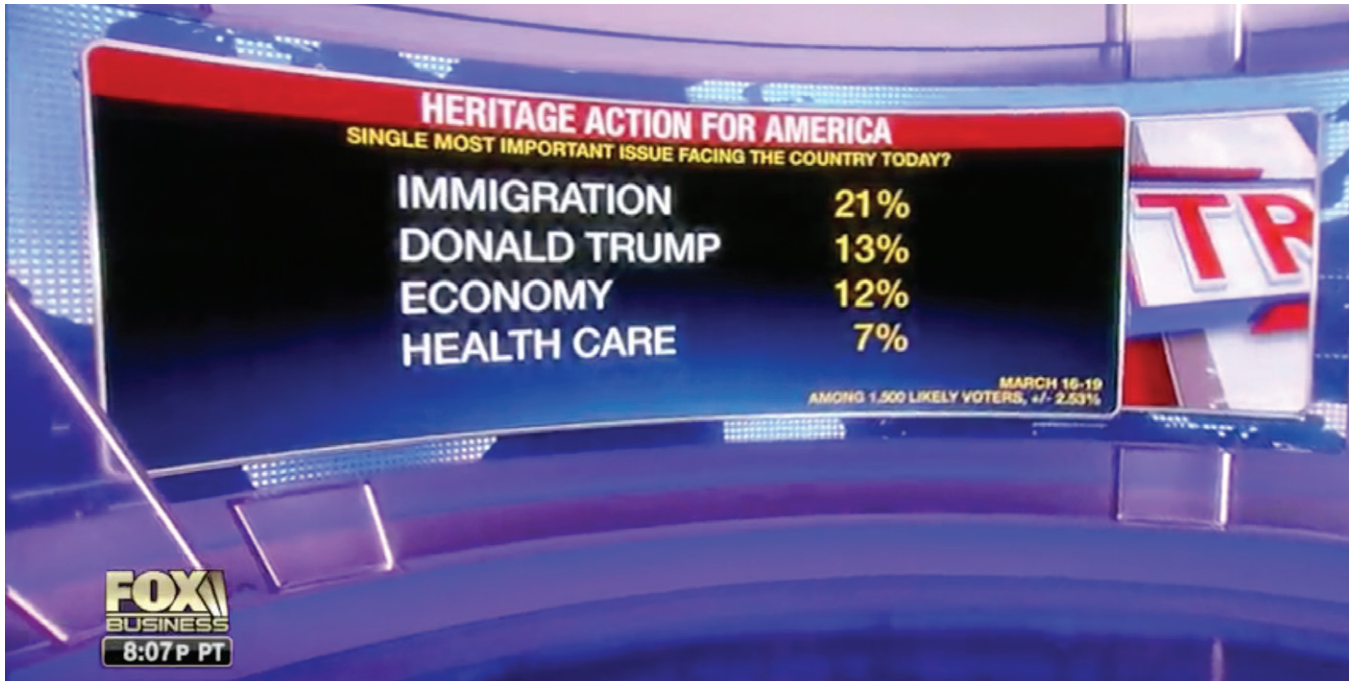 HERITAGE ACTION FOR AMERICA
SINGLE MOST IMPORTANT ISSUE FACING THE COUNTRY TODAY?
IMMIGRATION 21%
DONALD TRUMP 13%
ECONOMY 12%
HEALTH CARE 7%
MARCH 16-19
AMONG 1,500 LIKELY VOTERS, +/- 2.53%
TR
FOX
BUSINESS
8:07P PT